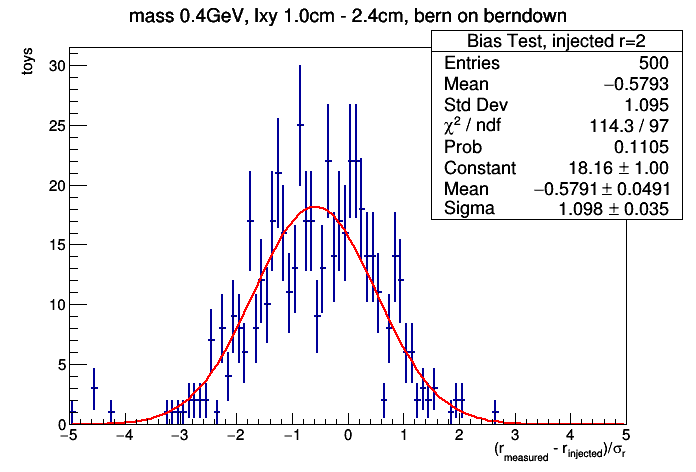 mass 0.4GeV, lxy 1.0cm - 2.4cm, bern on berndown
toys
Bias Test, injected r=2
Entries 500
Mean −0.5793
Std Dev 1.095
χ² / ndf 114.3 / 97
Prob 0.1105
Constant 18.16 ± 1.00
Mean −0.5791 ± 0.0491
Sigma 1.098 ± 0.035
30
25
20
15
10
5
0
−5 −4 −3 −2 −1 0 1 2 3 4 5
(r_measured - r_injected)/σ_r